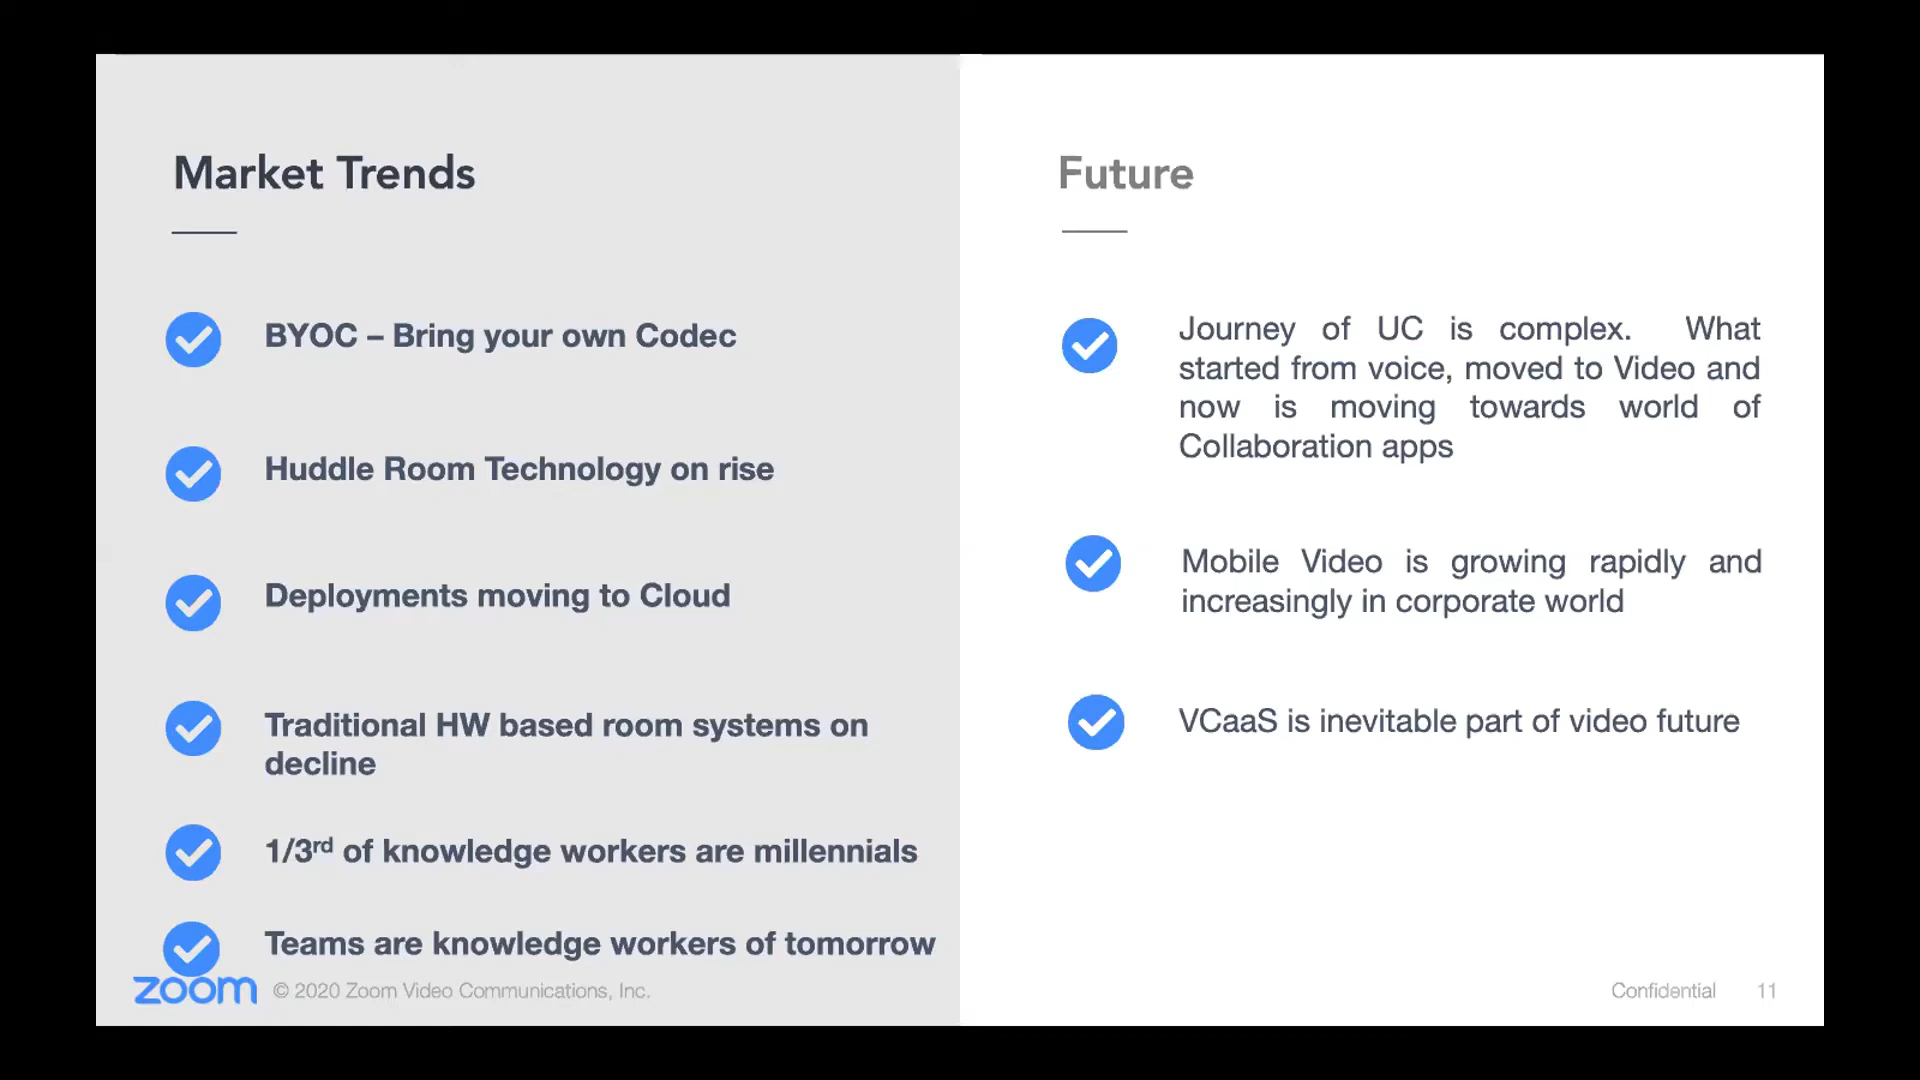 Market Trends
BYOC – Bring your own Codec
Huddle Room Technology on rise
Deployments moving to Cloud
Traditional HW based room systems on
decline
1/3rd of knowledge workers are millennials
Teams are knowledge workers of tomorrow
Future
Journey of UC is complex. What
started from voice, moved to Video and
now is moving towards world of
Collaboration apps
Mobile Video is growing rapidly and
increasingly in corporate world
VCaaS is inevitable part of video future
zoom © 2020 Zoom Video Communications, Inc.
Confidential 11